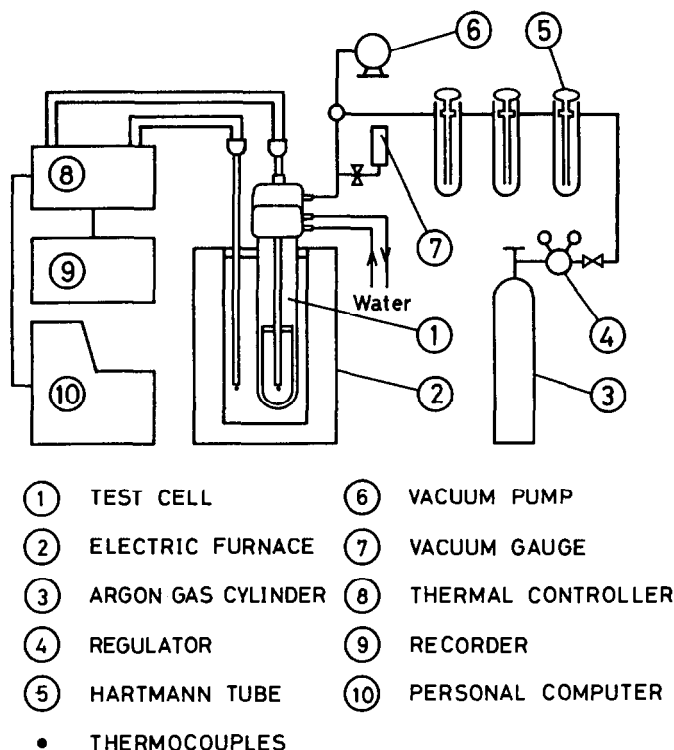 6
5
8
7
9
Water
1
4
10
2
3
1 TEST CELL
2 ELECTRIC FURNACE
3 ARGON GAS CYLINDER
4 REGULATOR
5 HARTMANN TUBE
• THERMOCOUPLES
6 VACUUM PUMP
7 VACUUM GAUGE
8 THERMAL CONTROLLER
9 RECORDER
10 PERSONAL COMPUTER